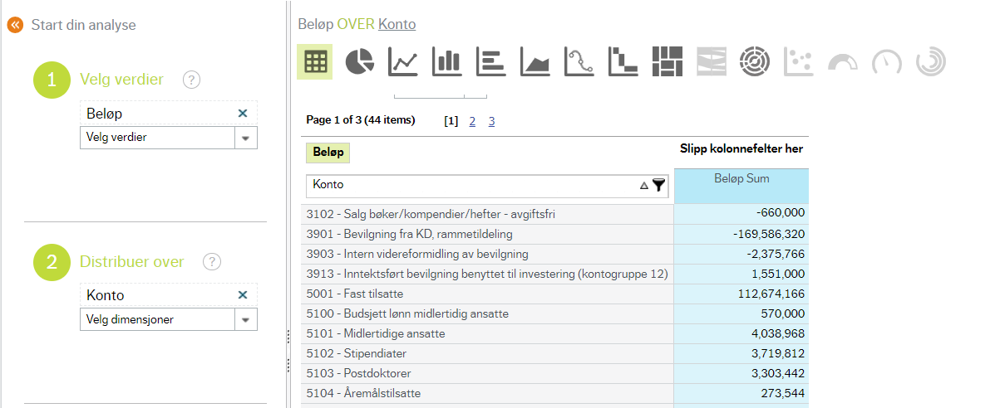 Start din analyse
1 Velg verdier ?
Beløp
Velg verdier
2 Distribuer over ?
Konto
Velg dimensjoner
Beløp OVER Konto
Page 1 of 3 (44 items) [1] 2 3
Beløp
Slipp kolonnefelter her
Konto
Beløp Sum
3102 - Salg bøker/kompendier/hefter - avgiftsfri -660,000
3901 - Bevilgning fra KD, rammetildeling -169,586,320
3903 - Intern videreformidling av bevilgning -2,375,766
3913 - Inntektsført bevilgning benyttet til investering (kontogruppe 12) 1,551,000
5001 - Fast tilsatte 112,674,166
5100 - Budsjett lønn midlertidig ansatte 570,000
5101 - Midlertidige ansatte 4,038,968
5102 - Stipendiater 3,719,812
5103 - Postdoktorer 3,303,442
5104 - Åremålstilsatte 273,544